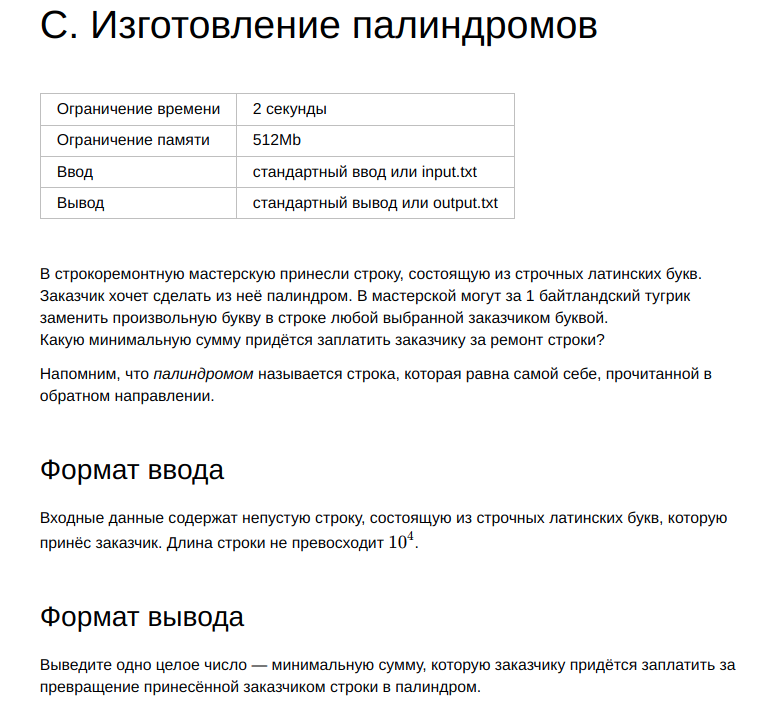 C. Изготовление палиндромов
Ограничение времени 2 секунды
Ограничение памяти 512Mb
Ввод стандартный ввод или input.txt
Вывод стандартный вывод или output.txt
В строкоремонтную мастерскую принесли строку, состоящую из строчных латинских букв.
Заказчик хочет сделать из неё палиндром. В мастерской могут за 1 байтландский тугрик
заменить произвольную букву в строке любой выбранной заказчиком буквой.
Какую минимальную сумму придётся заплатить заказчику за ремонт строки?
Напомним, что палиндромом называется строка, которая равна самой себе, прочитанной в
обратном направлении.
Формат ввода
Входные данные содержат непустую строку, состоящую из строчных латинских букв, которую
принёс заказчик. Длина строки не превосходит 10⁴.
Формат вывода
Выведите одно целое число — минимальную сумму, которую заказчику придётся заплатить за
превращение принесённой заказчиком строки в палиндром.